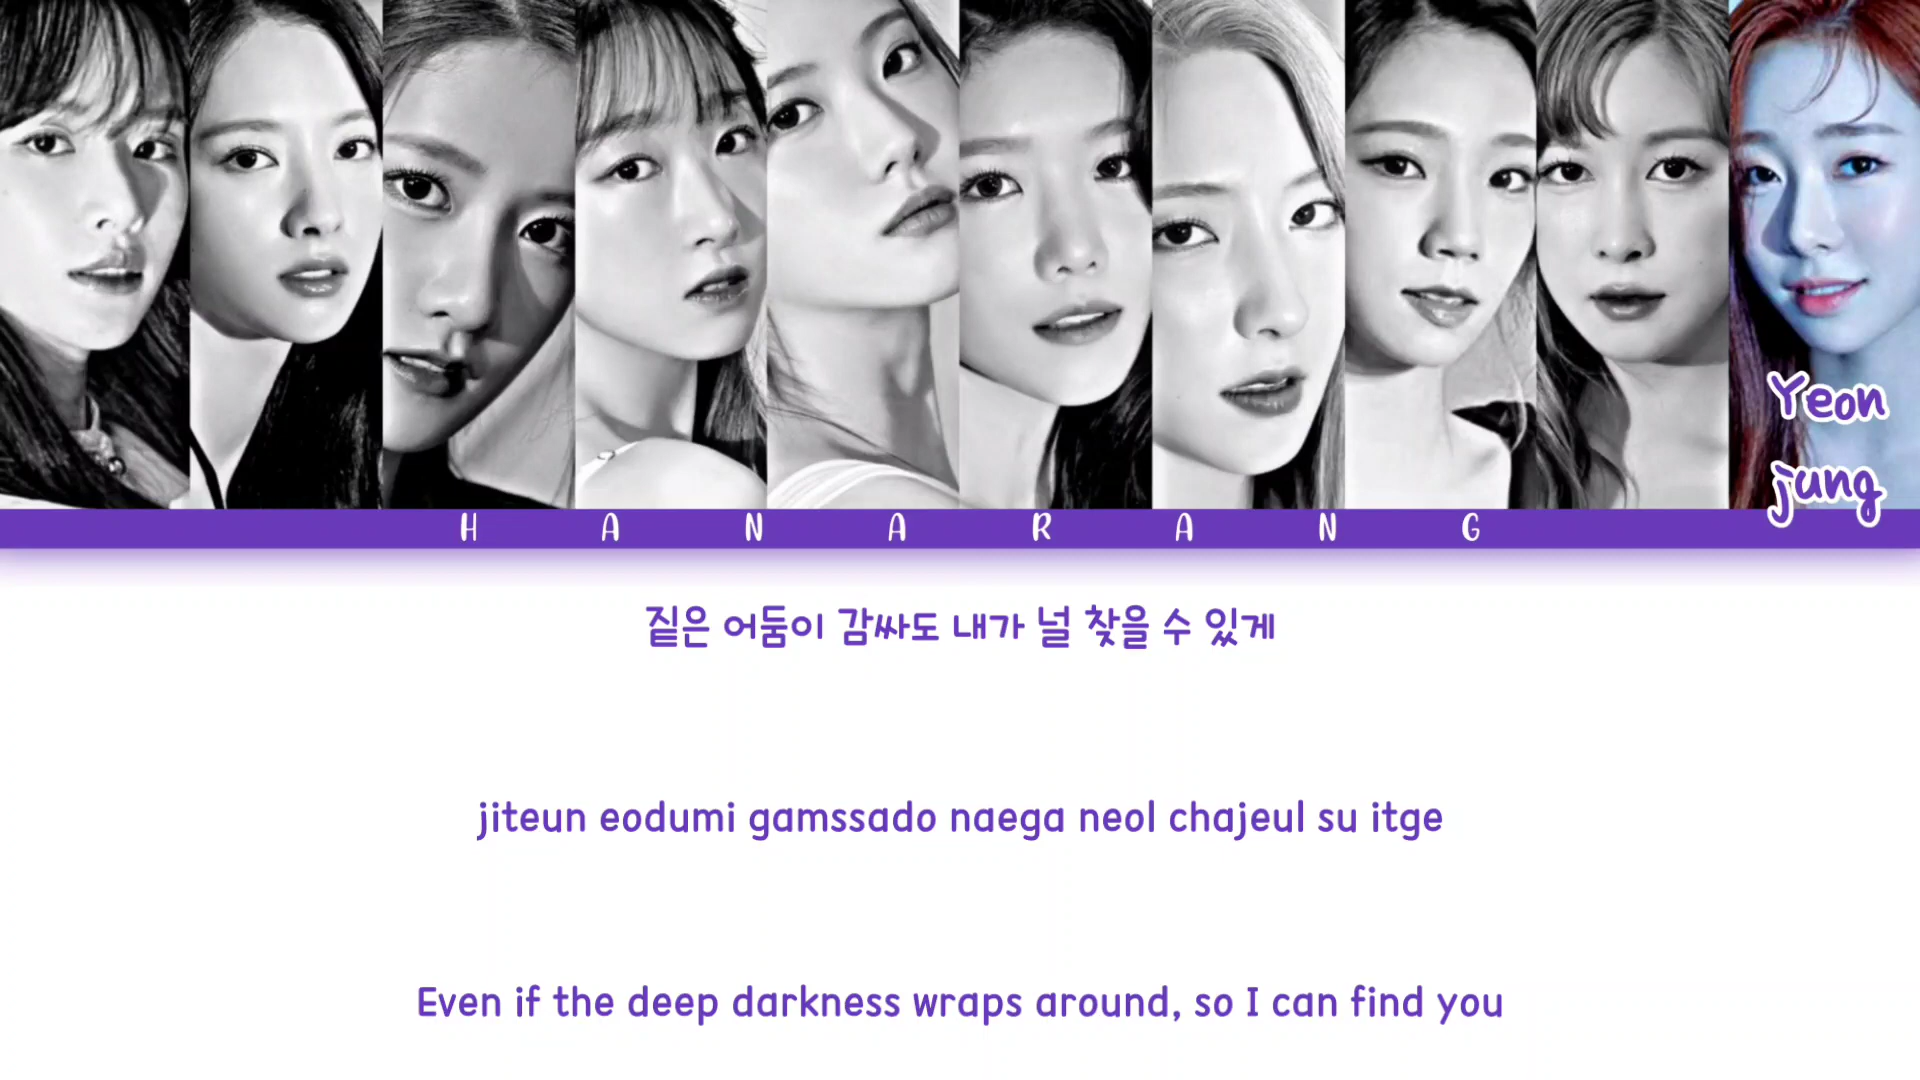 Yeon
jung
HANARANG
짙은 어둠이 감싸도 내가 널 찾을 수 있게
jiteun eodumi gamssado naega neol chajeul su itge
Even if the deep darkness wraps around, so I can find you